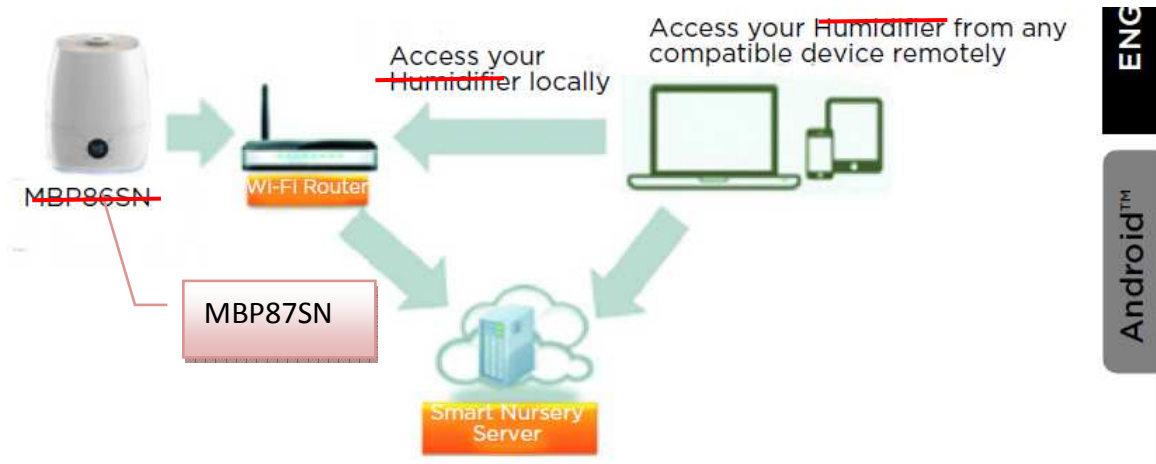 Access your Humidifier from any
compatible device remotely
Access your
Humidifier locally
Wi-Fi Router
MBP86SN
MBP87SN
Smart Nursery
Server
ENG
Android™